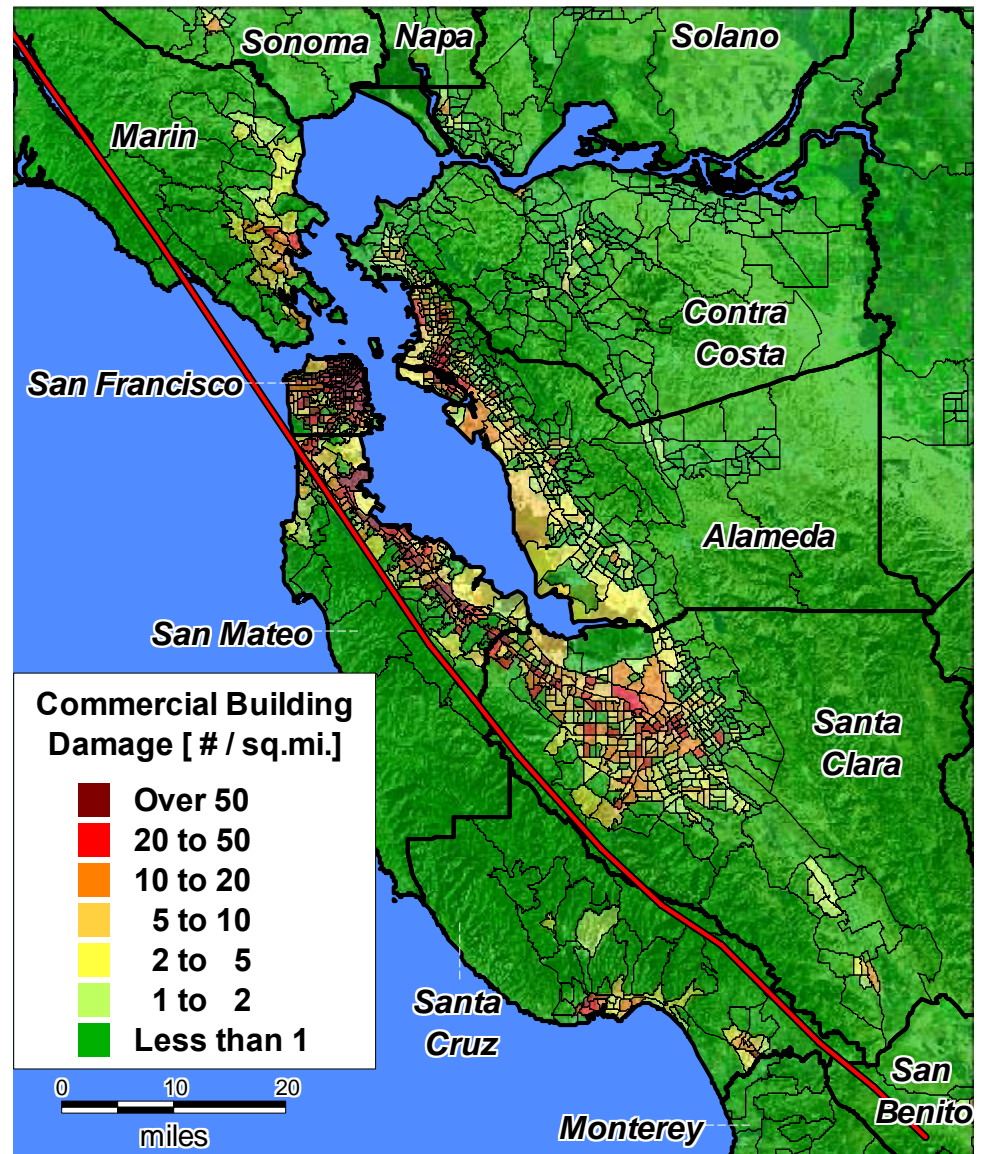 Sonoma
Napa
Solano
Marin
Contra
Costa
San Francisco
Alameda
San Mateo
Santa
Clara
Commercial Building
Damage [ # / sq.mi.]
Over 50
20 to 50
10 to 20
5 to 10
2 to 5
1 to 2
Less than 1
Santa
Cruz
San
Benito
Monterey
0 10 20
miles